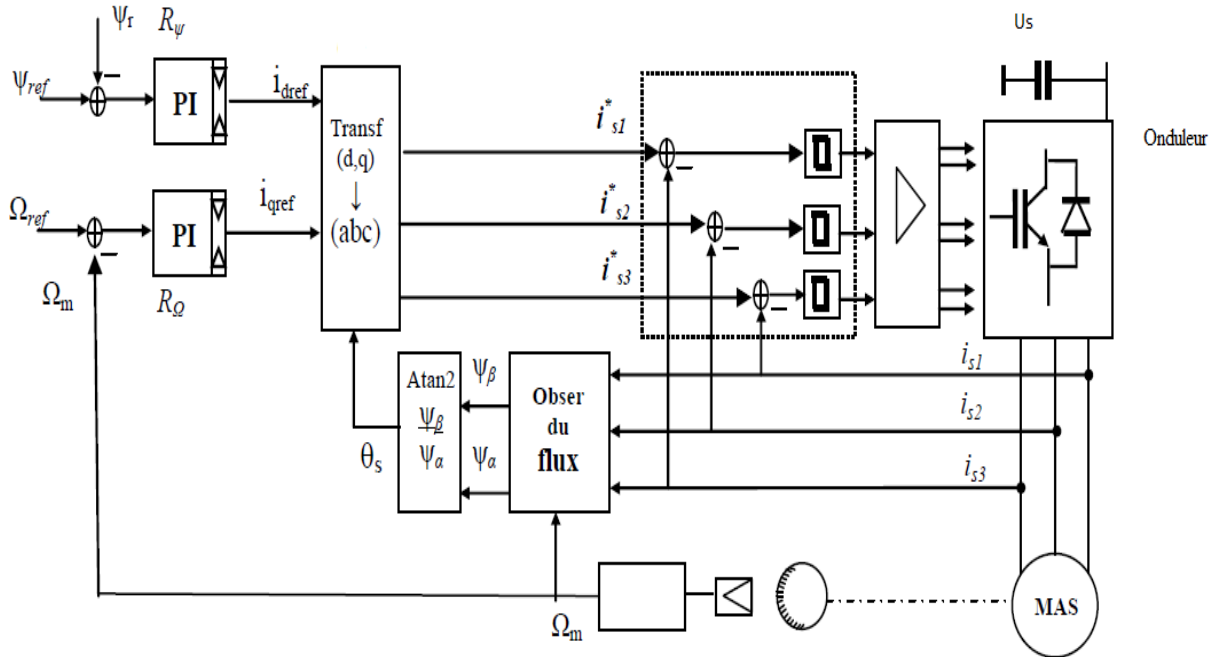 ψr
Rψ
Us
ψref
PI
idref
Transf
(d,q)
↓
(abc)
i*s1
Onduleur
Ωref
PI
iqref
i*s2
Ωm
RΩ
i*s3
Atan2
ψβ
ψα
ψβ
ψα
θs
Obser
du
flux
is1
is2
is3
Ωm
MAS